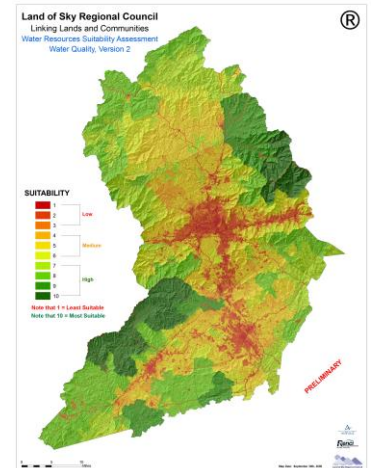 Land of Sky Regional Council
Linking Lands and Communities
Water Resources Suitability Assessment
Water Quality, Version 2
®
SUITABILITY
1
2
3
4
5
6
7
8
9
10
Low
Medium
High
Note that 1 = Least Suitable
Note that 10 = Most Suitable
PRELIMINARY